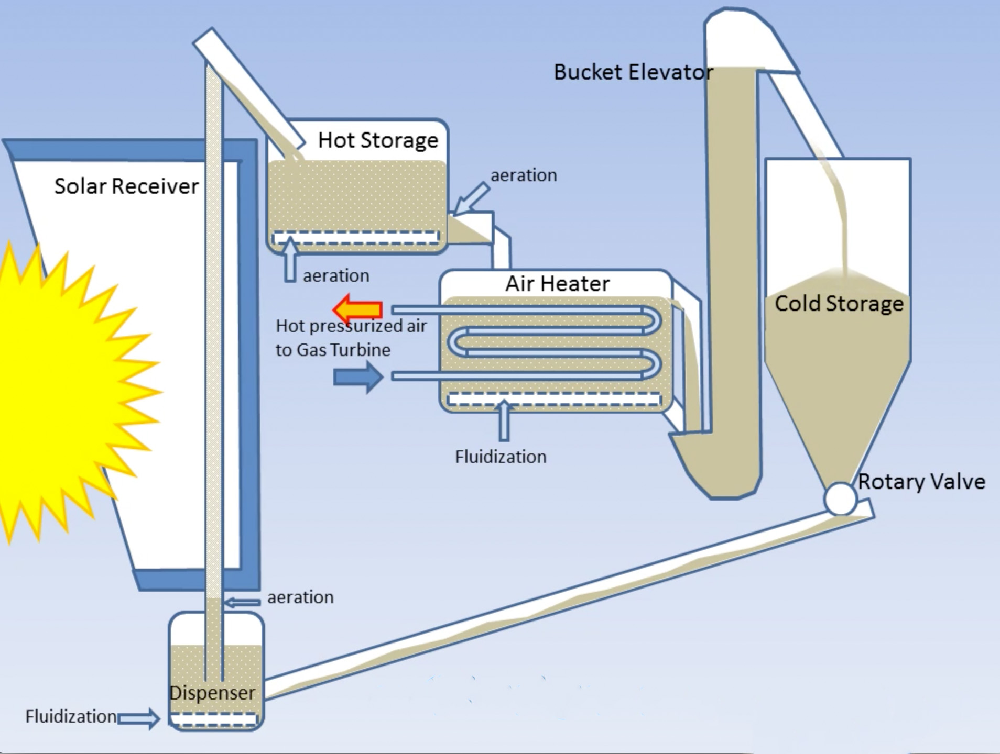 Bucket Elevator
Hot Storage
aeration
Solar Receiver
aeration
Air Heater
Cold Storage
Hot pressurized air
to Gas Turbine
Fluidization
Rotary Valve
aeration
Dispenser
Fluidization